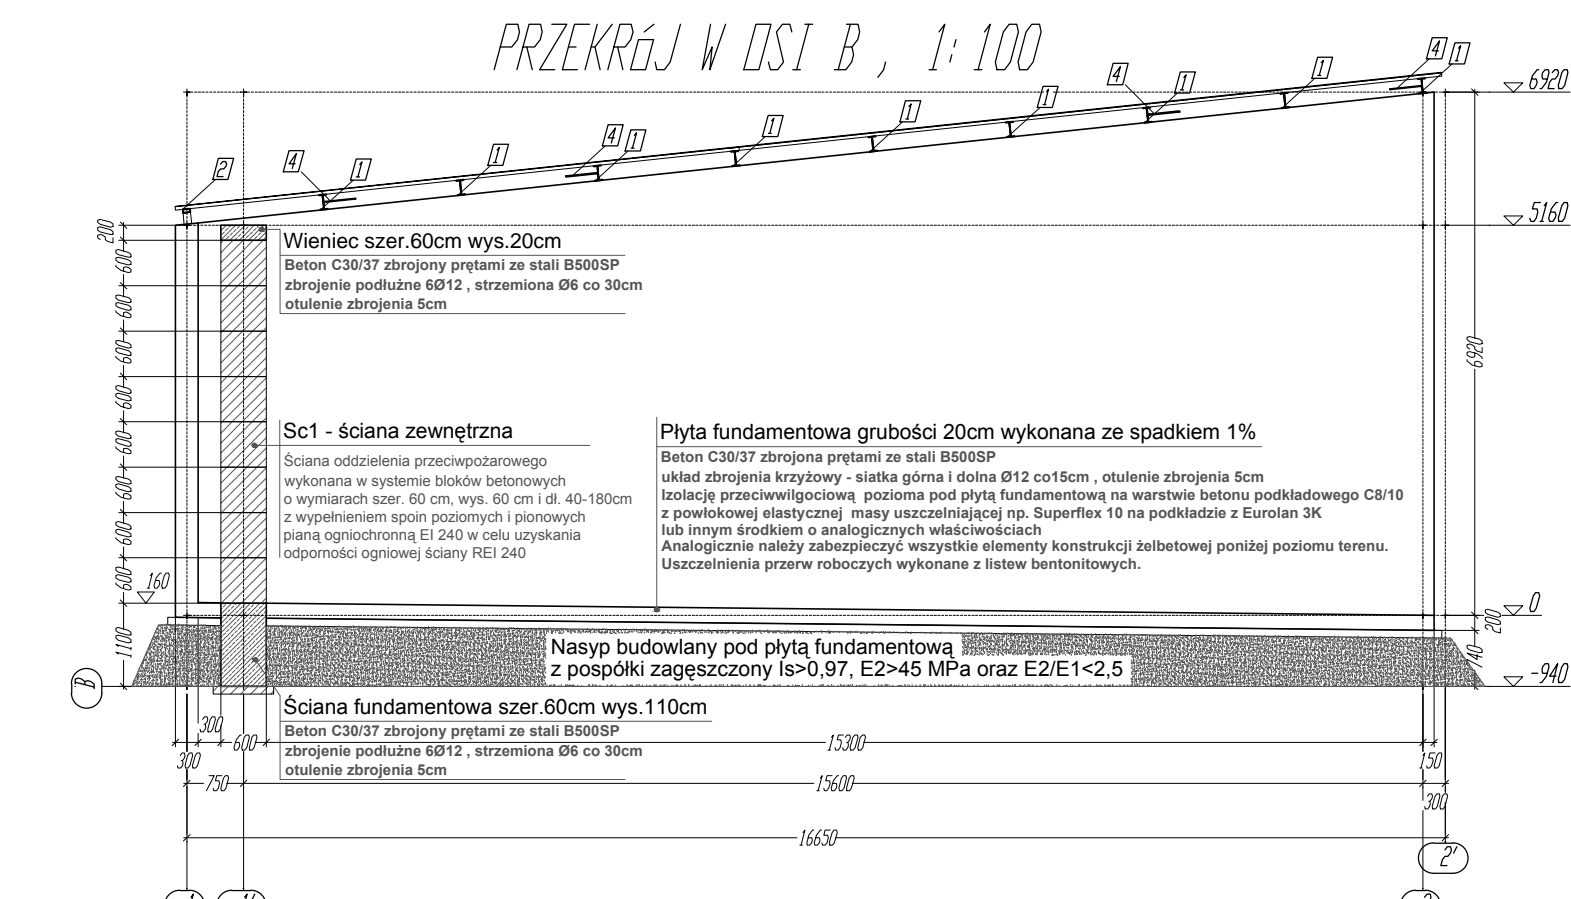 PRZEKRÓJ W OSI B , 1:100
4
1
6920
4
1
1
1
1
1
4
1
1
4
1
2
5160
200
600
600
600
600
600
600
600
600
Wieniec szer.60cm wys.20cm
Beton C30/37 zbrojony prętami ze stali B500SP
zbrojenie podłużne 6Ø12 , strzemiona Ø6 co 30cm
otulenie zbrojenia 5cm
6920
Sc1 - ściana zewnętrzna
Ściana oddzielenia przeciwpożarowego
wykonana w systemie bloków betonowych
o wymiarach szer. 60 cm, wys. 60 cm i dł. 40-180cm
z wypełnieniem spoin poziomych i pionowych
pianą ogniochronną EI 240 w celu uzyskania
odporności ogniowej ściany REI 240
Płyta fundamentowa grubości 20cm wykonana ze spadkiem 1%
Beton C30/37 zbrojona prętami ze stali B500SP
układ zbrojenia krzyżowy - siatka górna i dolna Ø12 co15cm , otulenie zbrojenia 5cm
Izolację przeciwwilgociową pozioma pod płytą fundamentową na warstwie betonu podkładowego C8/10
z powłokowej elastycznej masy uszczelniającej np. Superflex 10 na podkładzie z Eurolan 3K
lub innym środkiem o analogicznych właściwościach
Analogicznie należy zabezpieczyć wszystkie elementy konstrukcji żelbetowej poniżej poziomu terenu.
Uszczelnienia przerw roboczych wykonane z listew bentonitowych.
160
0
200
1100
740
Nasyp budowlany pod płytą fundamentową
z pospółki zagęszczony Is>0,97, E2>45 MPa oraz E2/E1<2,5
-940
B
Ściana fundamentowa szer.60cm wys.110cm
Beton C30/37 zbrojony prętami ze stali B500SP
zbrojenie podłużne 6Ø12 , strzemiona Ø6 co 30cm
otulenie zbrojenia 5cm
300
600
15300
300
150
750
15600
300
16650
2'